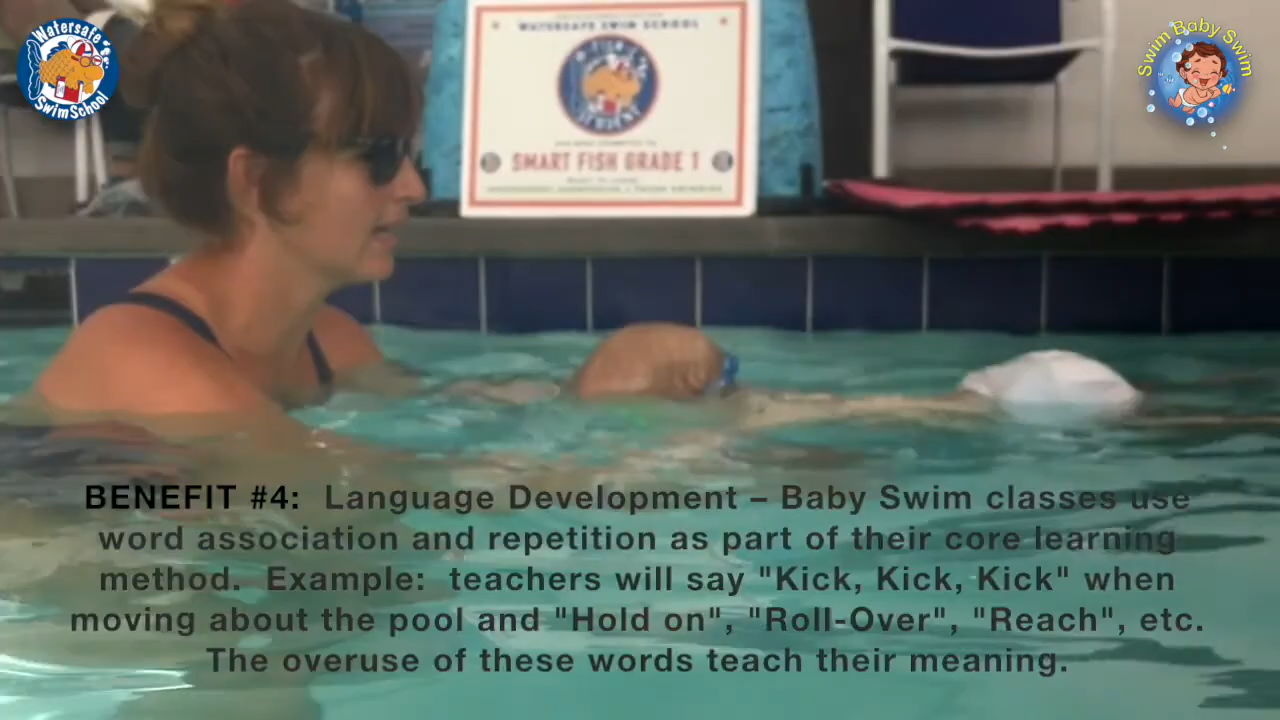 Watersafe
Swim School
Swim Baby Swim
WATERSAFE SWIM SCHOOL
STUDENT
SMART FISH GRADE 1
BENEFIT #4: Language Development – Baby Swim classes use
word association and repetition as part of their core learning
method. Example: teachers will say "Kick, Kick, Kick" when
moving about the pool and "Hold on", "Roll-Over", "Reach", etc.
The overuse of these words teach their meaning.